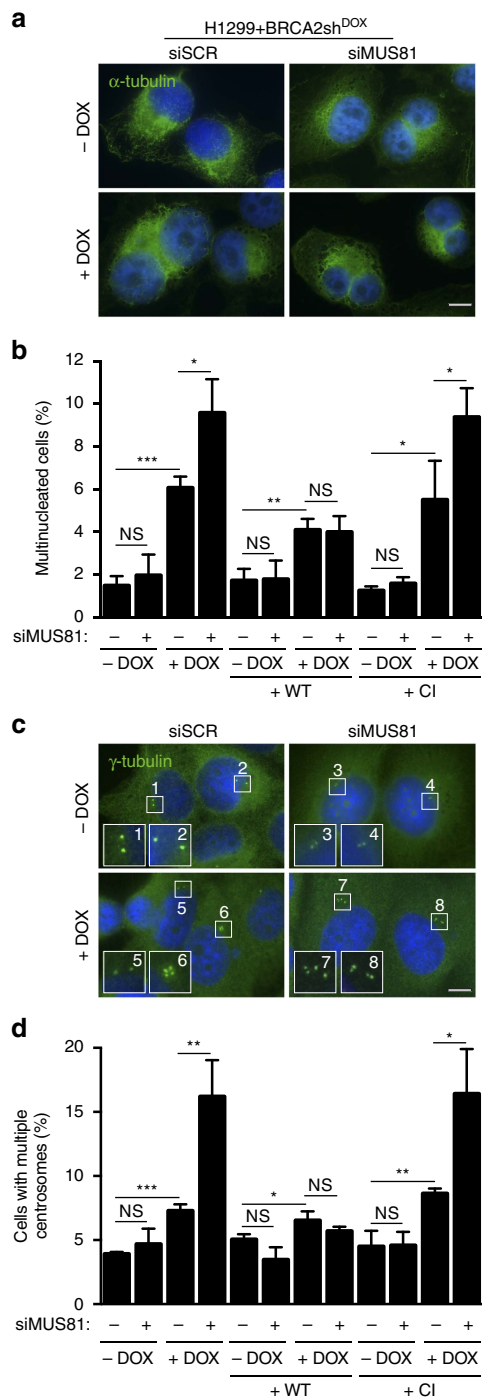 a
H1299+BRCA2shDOX
siSCR siMUS81
α-tubulin
– DOX
+ DOX
b
Multinucleated cells (%)
12
10
8
6
4
2
0
*
***
NS
**
NS
NS
*
*
NS
siMUS81: – + – + – + – + – + – +
– DOX + DOX – DOX + DOX – DOX + DOX
+ WT + CI
c
siSCR siMUS81
γ-tubulin
– DOX
1 2 3 4
1 2 3 4
+ DOX
5 6 7 8
5 6 7 8
d
Cells with multiple
centrosomes (%)
20
15
10
5
0
**
***
NS
*
NS
NS
*
**
NS
siMUS81: – + – + – + – + – + – +
– DOX + DOX – DOX + DOX – DOX + DOX
+ WT + CI